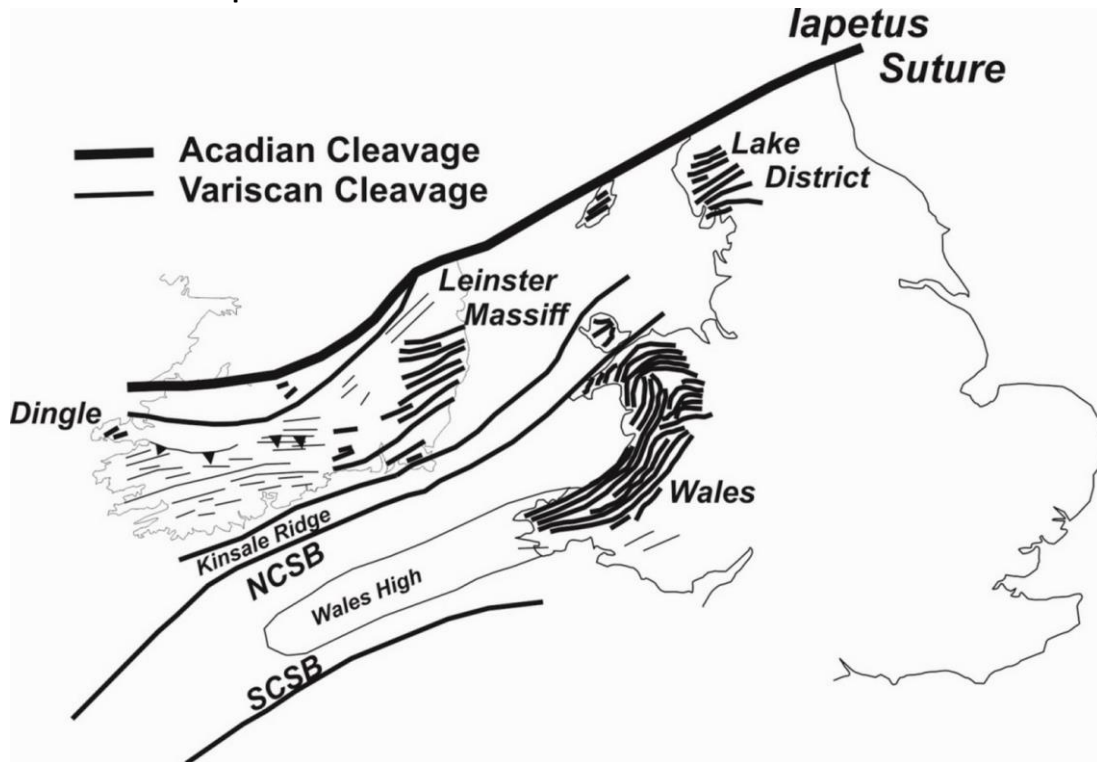 Iapetus
Suture
Acadian Cleavage
Variscan Cleavage
Lake
District
Leinster
Massiff
Dingle
Wales
Kinsale Ridge
NCSB
Wales High
SCSB